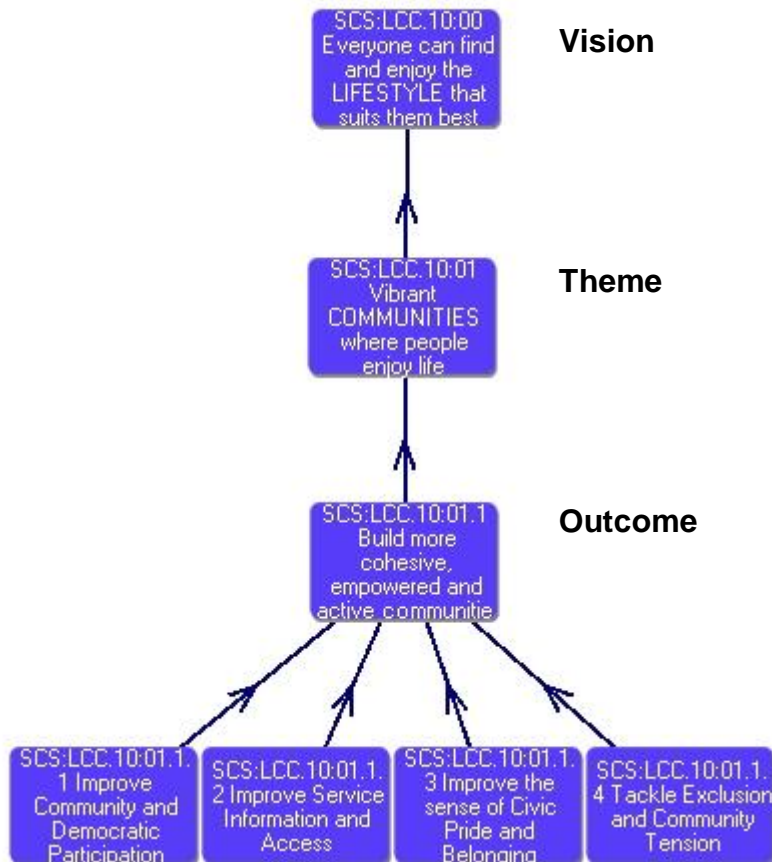 SCS:LCC.10:00
Everyone can find
and enjoy the
LIFESTYLE that
suits them best
Vision
SCS:LCC.10:01
Vibrant
COMMUNITIES
where people
enjoy life
Theme
SCS:LCC.10:01.1
Build more
cohesive,
empowered and
active communitie
Outcome
SCS:LCC.10:01.1.
1 Improve
Community and
Democratic
Participation
SCS:LCC.10:01.1.
2 Improve Service
Information and
Access
SCS:LCC.10:01.1.
3 Improve the
sense of Civic
Pride and
Belonging
SCS:LCC.10:01.1.
4 Tackle Exclusion
and Community
Tension